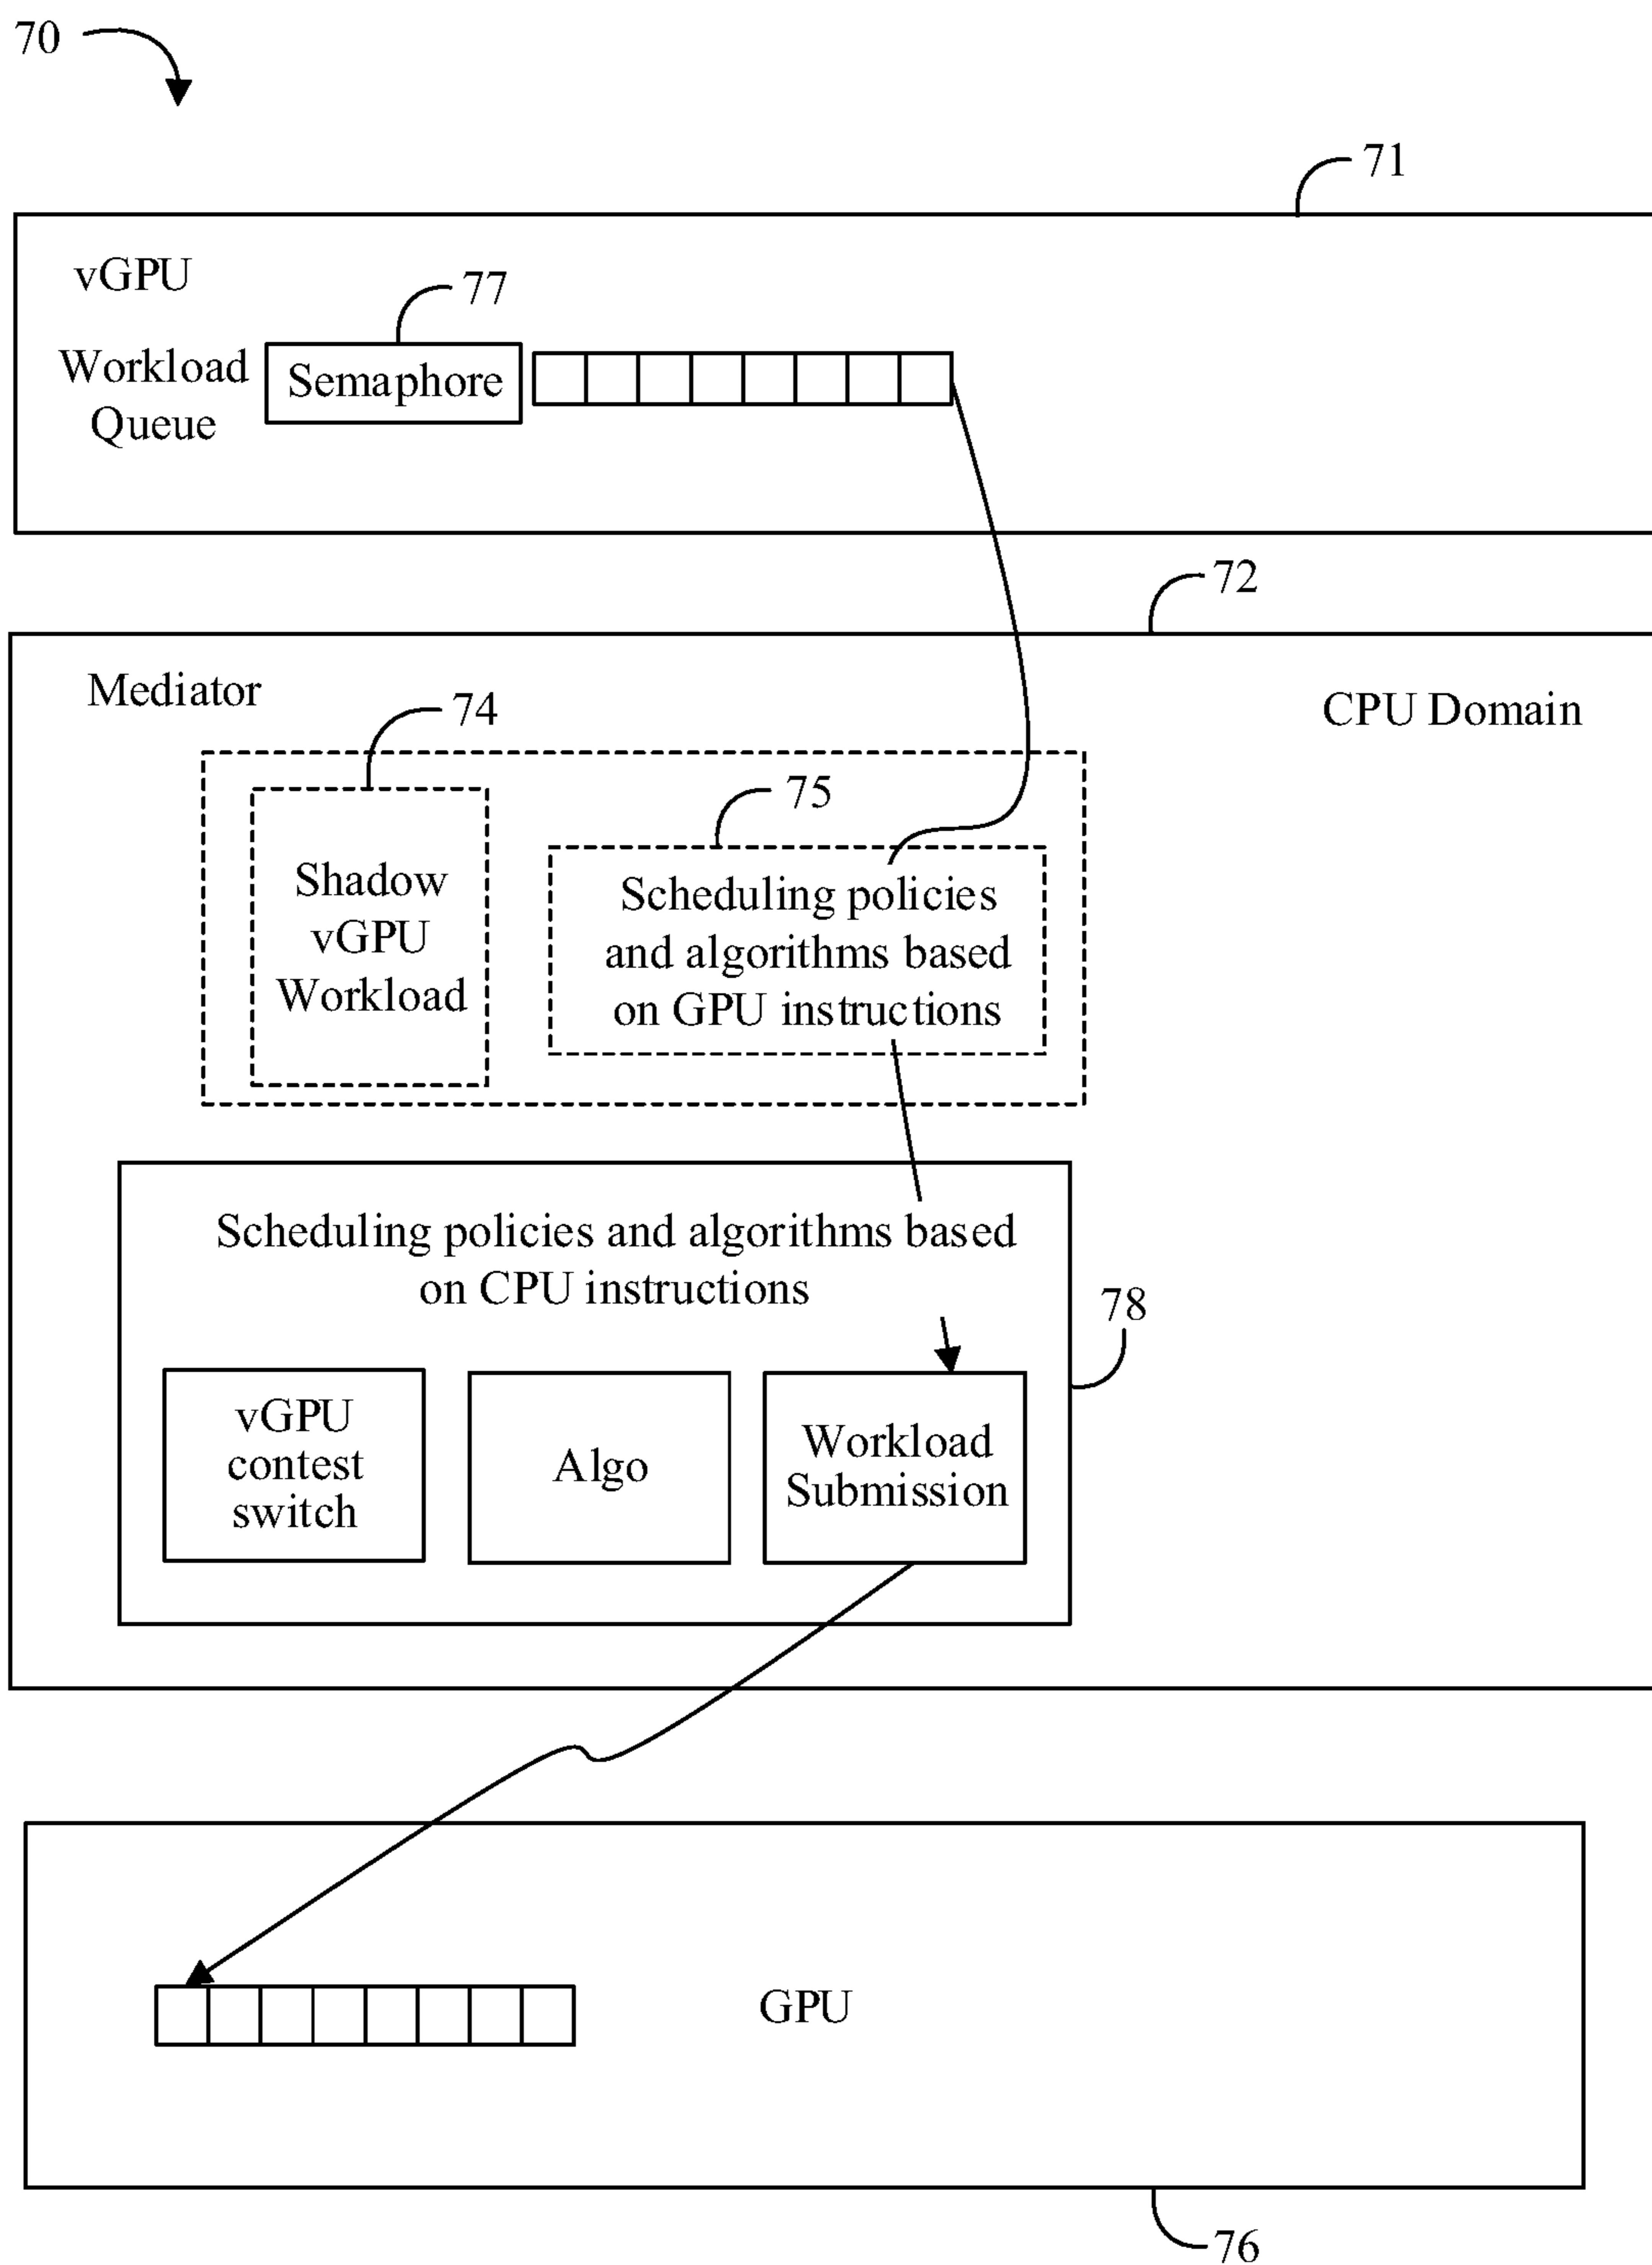 70
71
vGPU
77
Workload
Queue
Semaphore
72
Mediator
CPU Domain
74
75
Shadow
vGPU
Workload
Scheduling policies
and algorithms based
on GPU instructions
Scheduling policies and algorithms based
on CPU instructions
78
vGPU
contest
switch
Algo
Workload
Submission
GPU
76